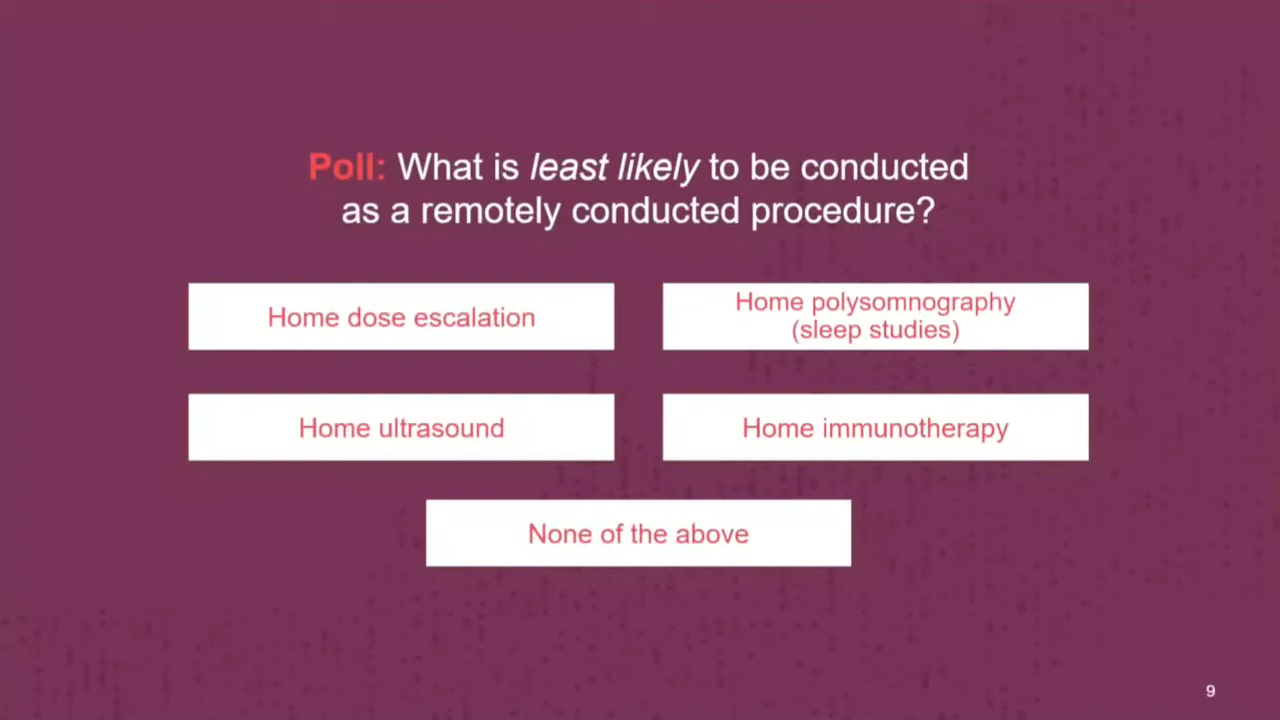 Poll: What is least likely to be conducted
as a remotely conducted procedure?
Home dose escalation
Home polysomnography
(sleep studies)
Home ultrasound
Home immunotherapy
None of the above
9